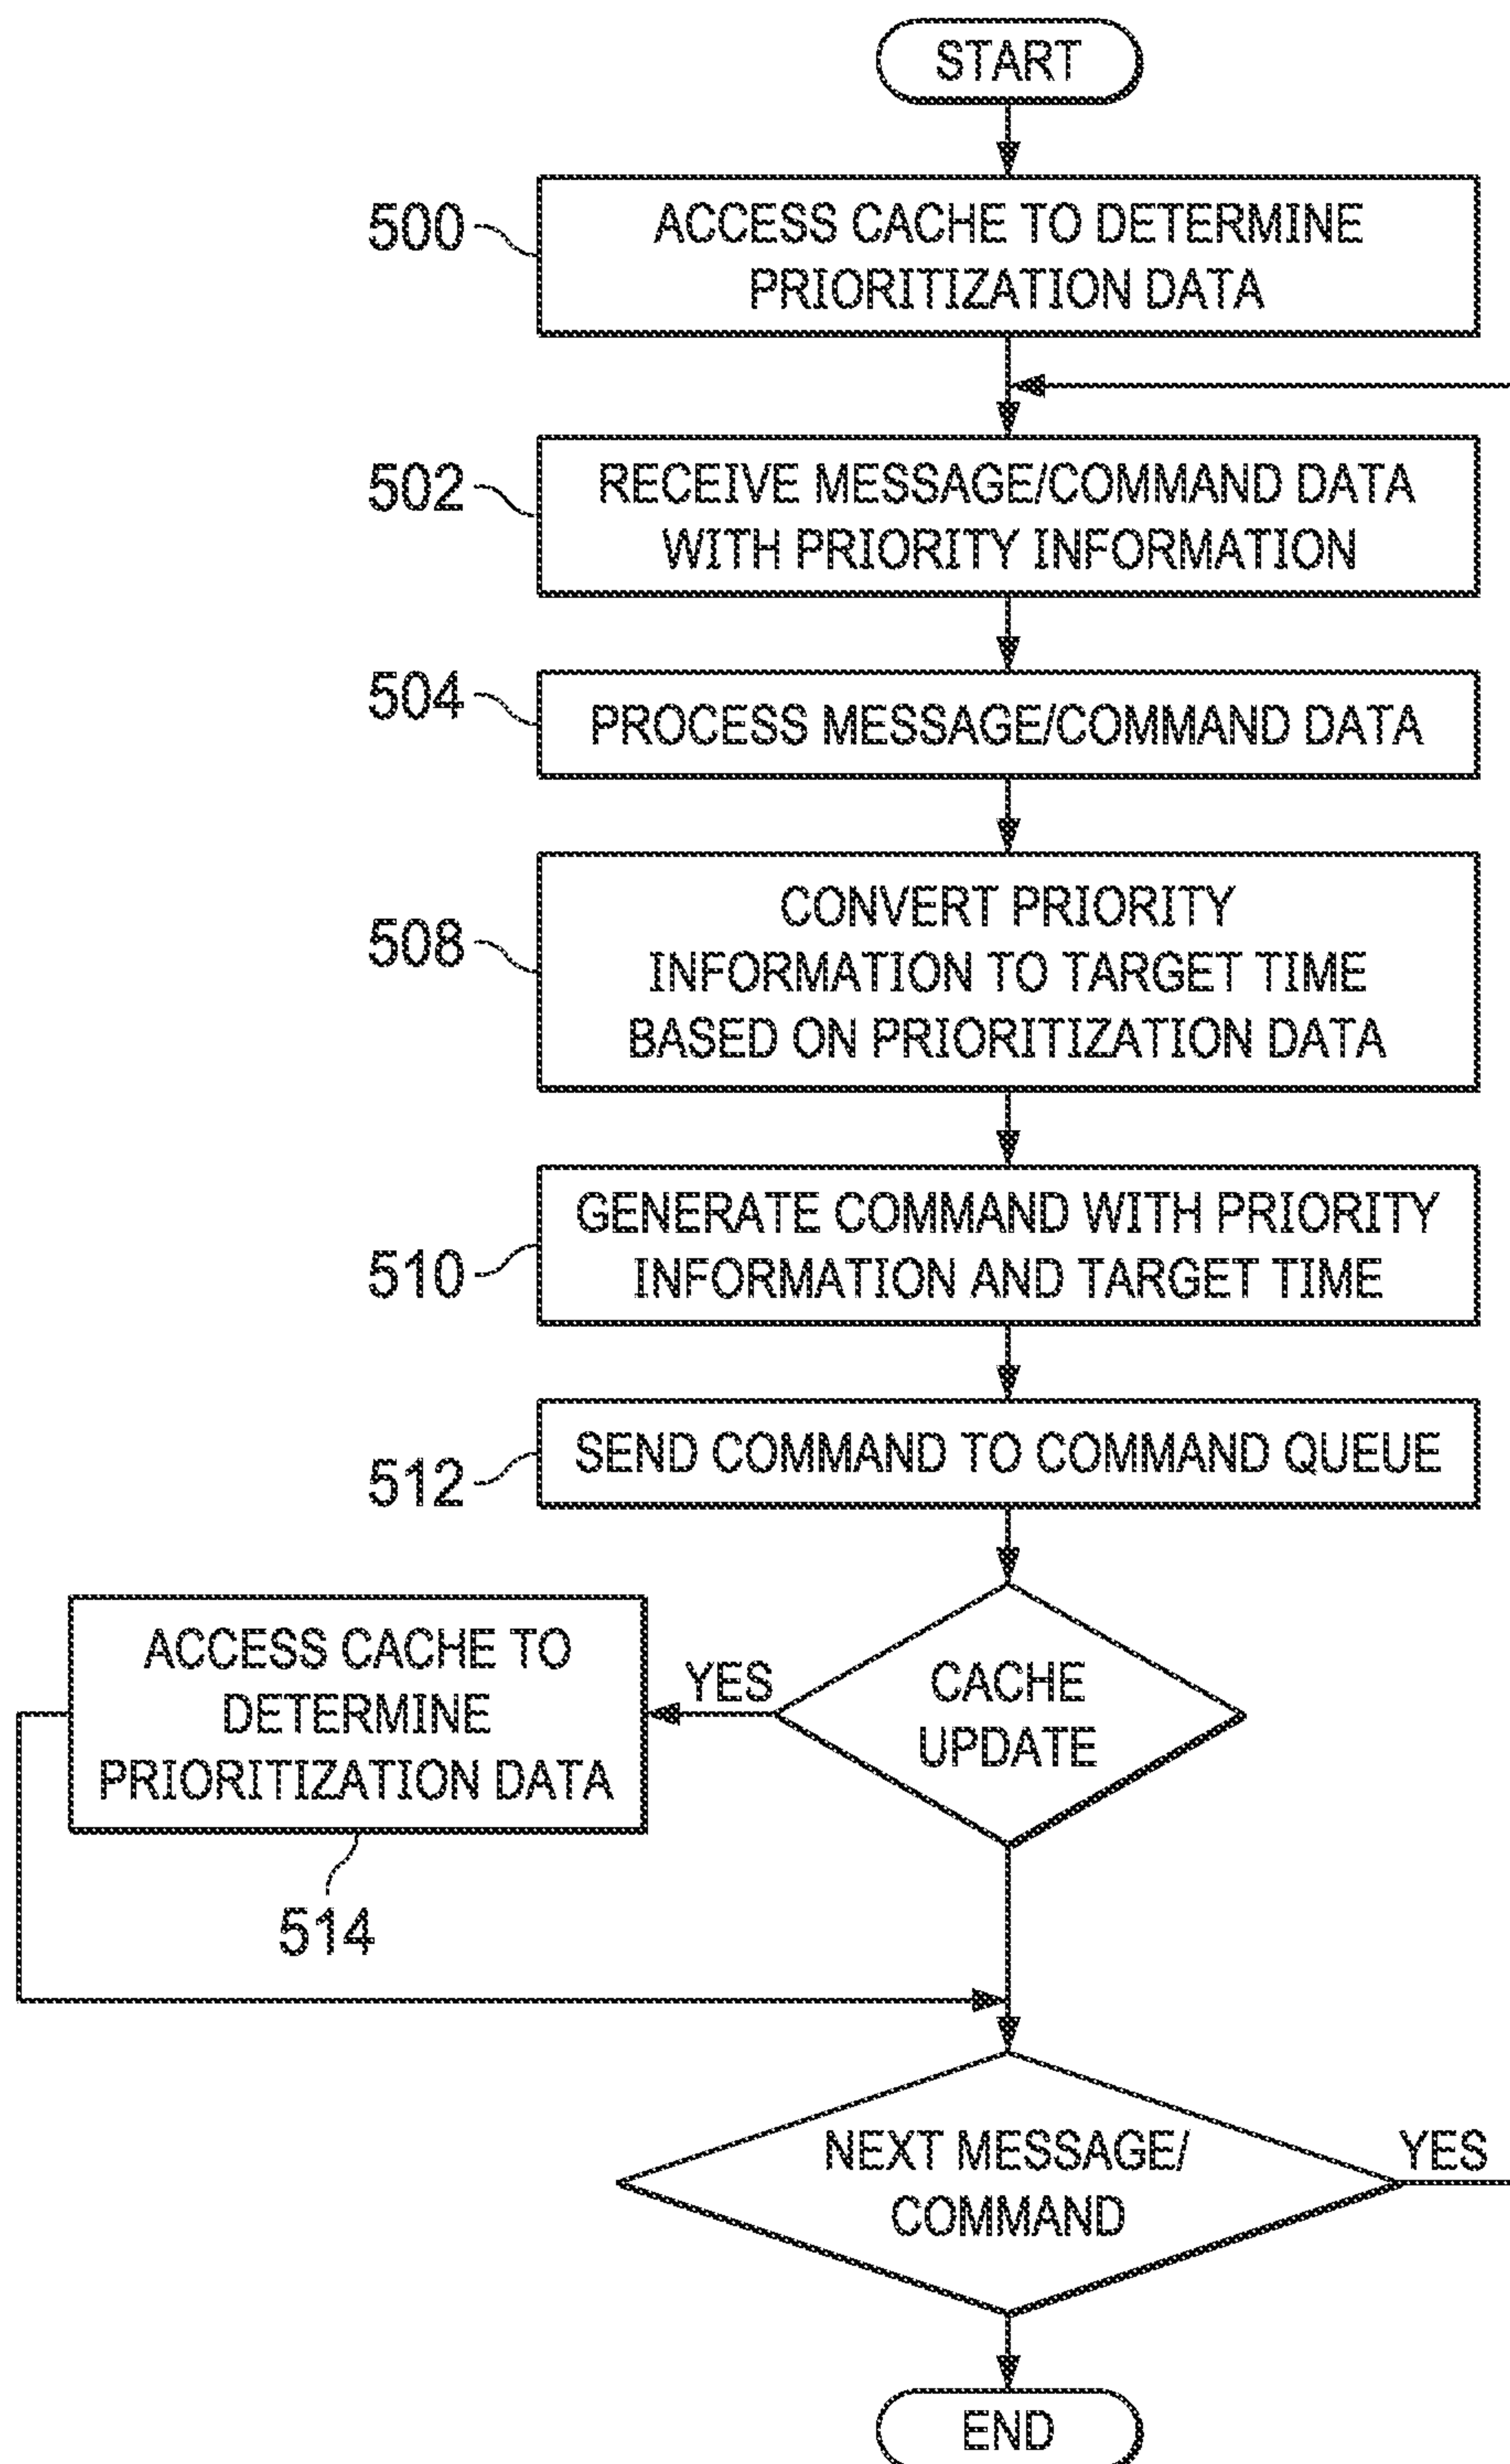 START
500
ACCESS CACHE TO DETERMINE
PRIORITIZATION DATA
502
RECEIVE MESSAGE/COMMAND DATA
WITH PRIORITY INFORMATION
504
PROCESS MESSAGE/COMMAND DATA
508
CONVERT PRIORITY
INFORMATION TO TARGET TIME
BASED ON PRIORITIZATION DATA
510
GENERATE COMMAND WITH PRIORITY
INFORMATION AND TARGET TIME
512
SEND COMMAND TO COMMAND QUEUE
ACCESS CACHE TO
DETERMINE
PRIORITIZATION DATA
514
YES
CACHE
UPDATE
NEXT MESSAGE/
COMMAND
YES
END